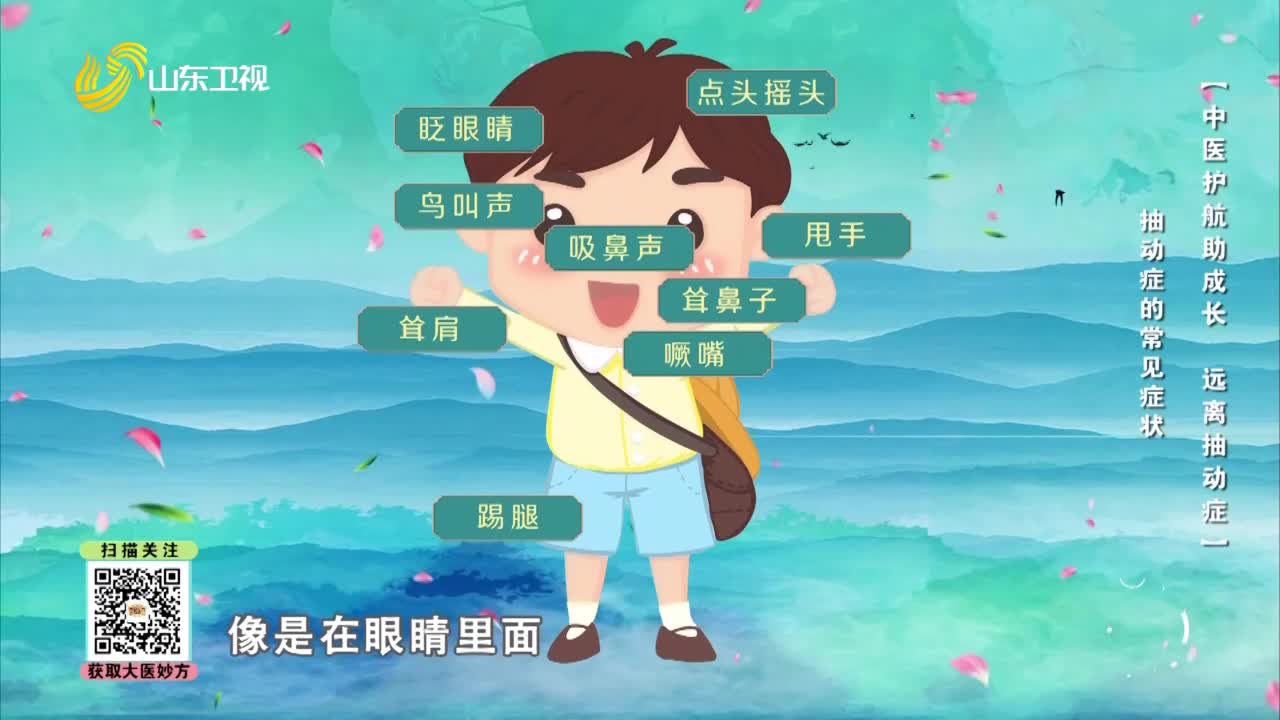 山东卫视
点头摇头
眨眼睛
鸟叫声
吸鼻声
甩手
耸鼻子
耸肩
噘嘴
踢腿
【中医护航助成长 远离抽动症】
抽动症的常见症状
扫描关注
获取大医妙方
像是在眼睛里面